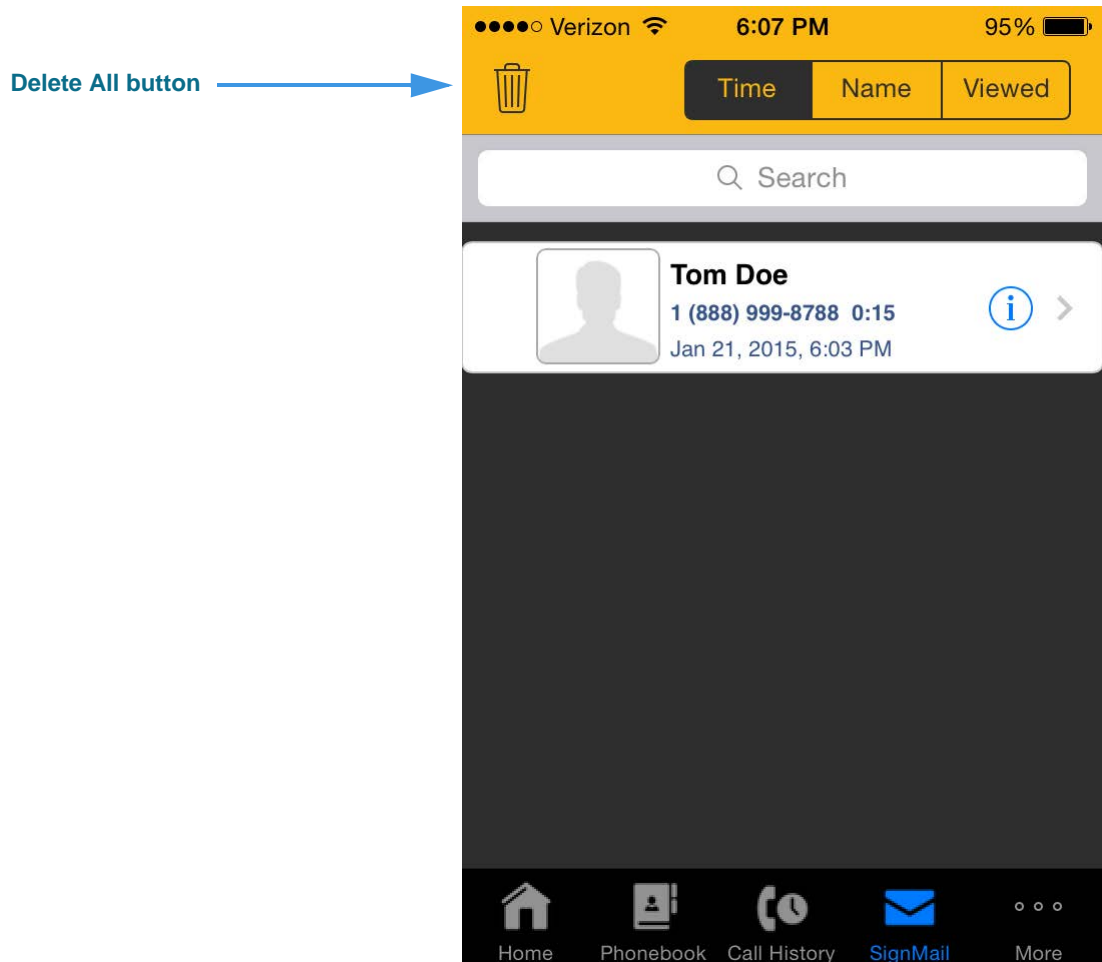 Verizon 6:07 PM 95%
Delete All button
Time Name Viewed
Search
Tom Doe
1 (888) 999-8788 0:15
i
Jan 21, 2015, 6:03 PM
Home Phonebook Call History SignMail More